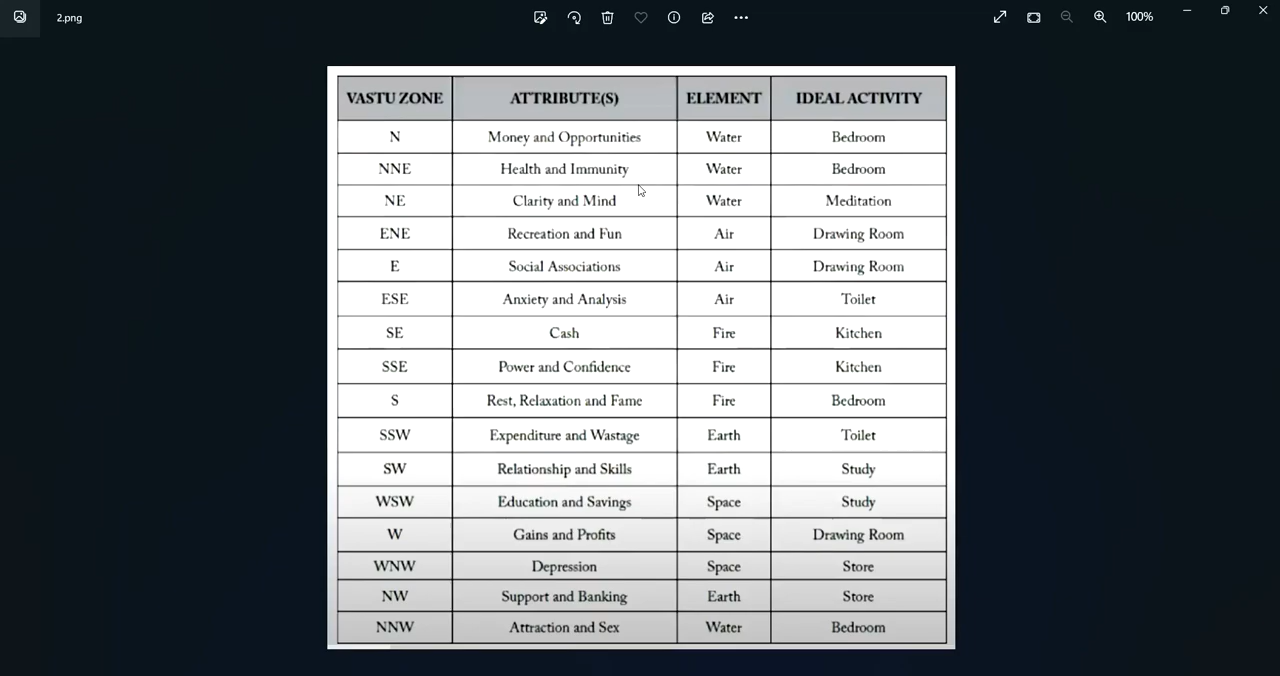 2.png
100%
VASTU ZONE ATTRIBUTE(S) ELEMENT IDEAL ACTIVITY
N Money and Opportunities Water Bedroom
NNE Health and Immunity Water Bedroom
NE Clarity and Mind Water Meditation
ENE Recreation and Fun Air Drawing Room
E Social Associations Air Drawing Room
ESE Anxiety and Analysis Air Toilet
SE Cash Fire Kitchen
SSE Power and Confidence Fire Kitchen
S Rest, Relaxation and Fame Fire Bedroom
SSW Expenditure and Wastage Earth Toilet
SW Relationship and Skills Earth Study
WSW Education and Savings Space Study
W Gains and Profits Space Drawing Room
WNW Depression Space Store
NW Support and Banking Earth Store
NNW Attraction and Sex Water Bedroom